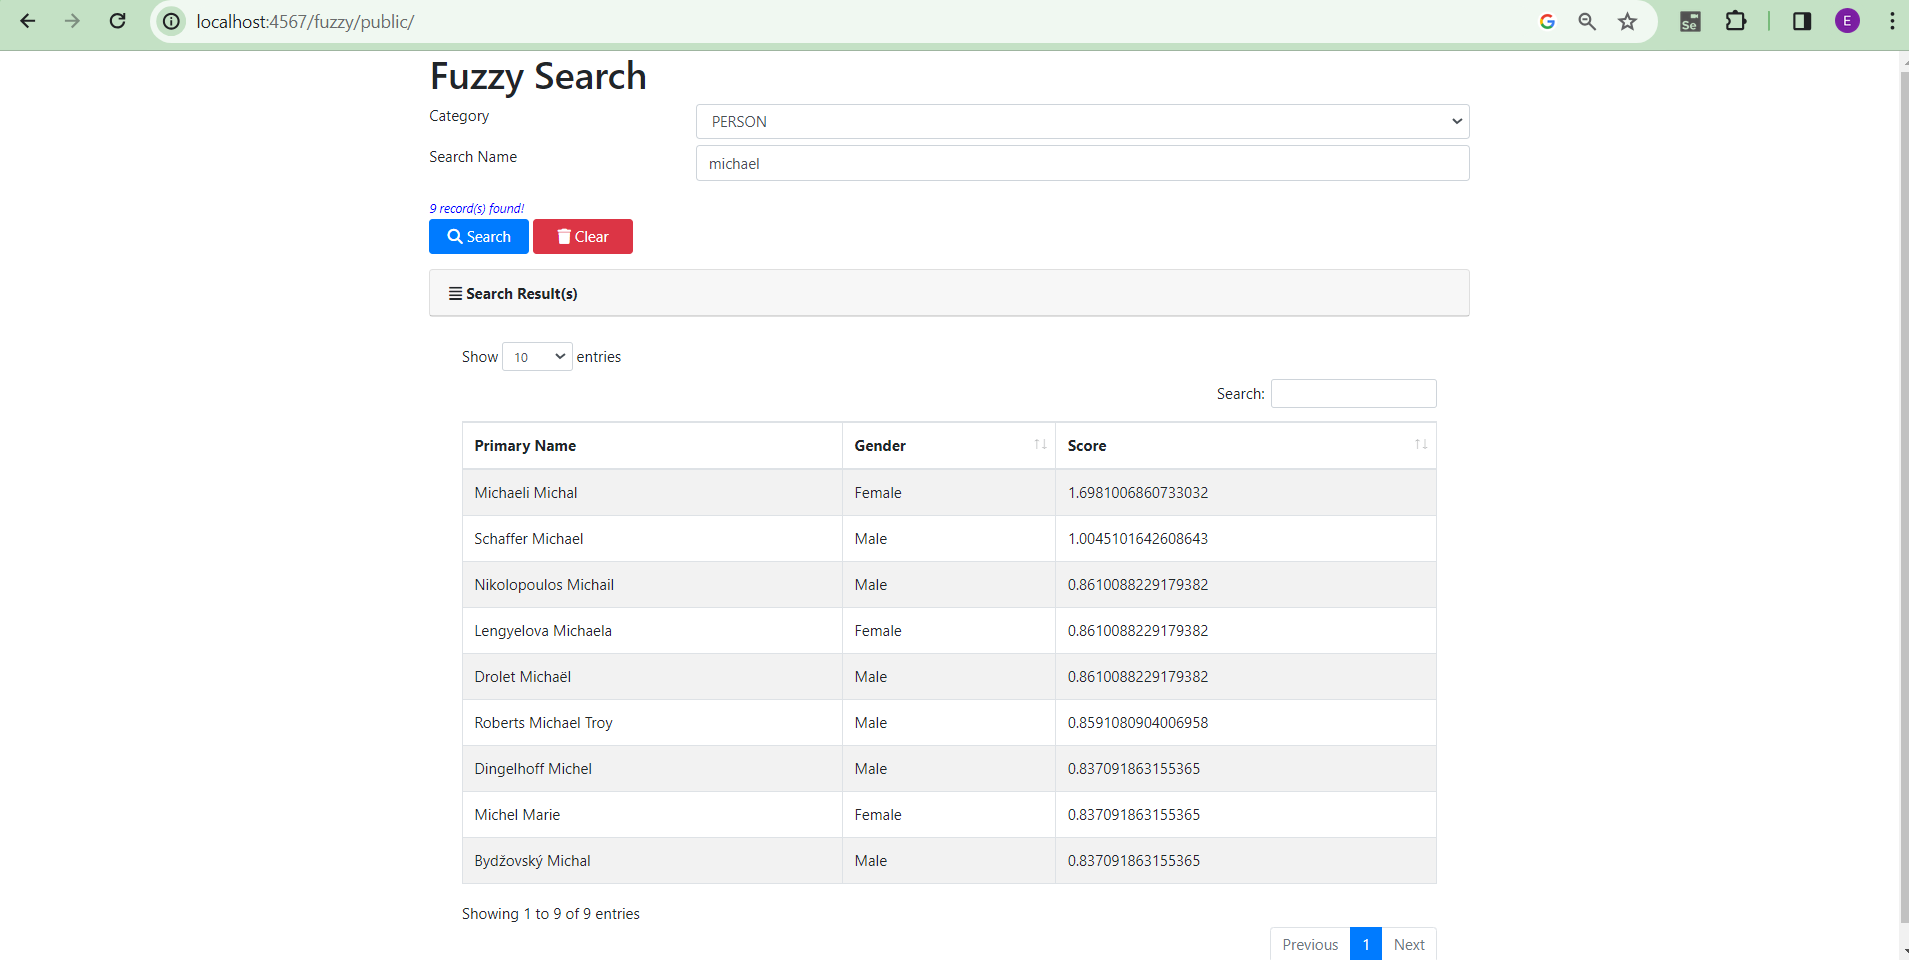 localhost:4567/fuzzy/public/
Se
E
Fuzzy Search
Category PERSON
Search Name michael
9 record(s) found!
Search Clear
Search Result(s)
Show 10 entries
Search:
Primary Name Gender Score
Michaeli Michal Female 1.6981006860733032
Schaffer Michael Male 1.0045101642608643
Nikolopoulos Michail Male 0.8610088229179382
Lengyelova Michaela Female 0.8610088229179382
Drolet Michaël Male 0.8610088229179382
Roberts Michael Troy Male 0.8591080904006958
Dingelhoff Michel Male 0.837091863155365
Michel Marie Female 0.837091863155365
Bydžovský Michal Male 0.837091863155365
Showing 1 to 9 of 9 entries
Previous 1 Next